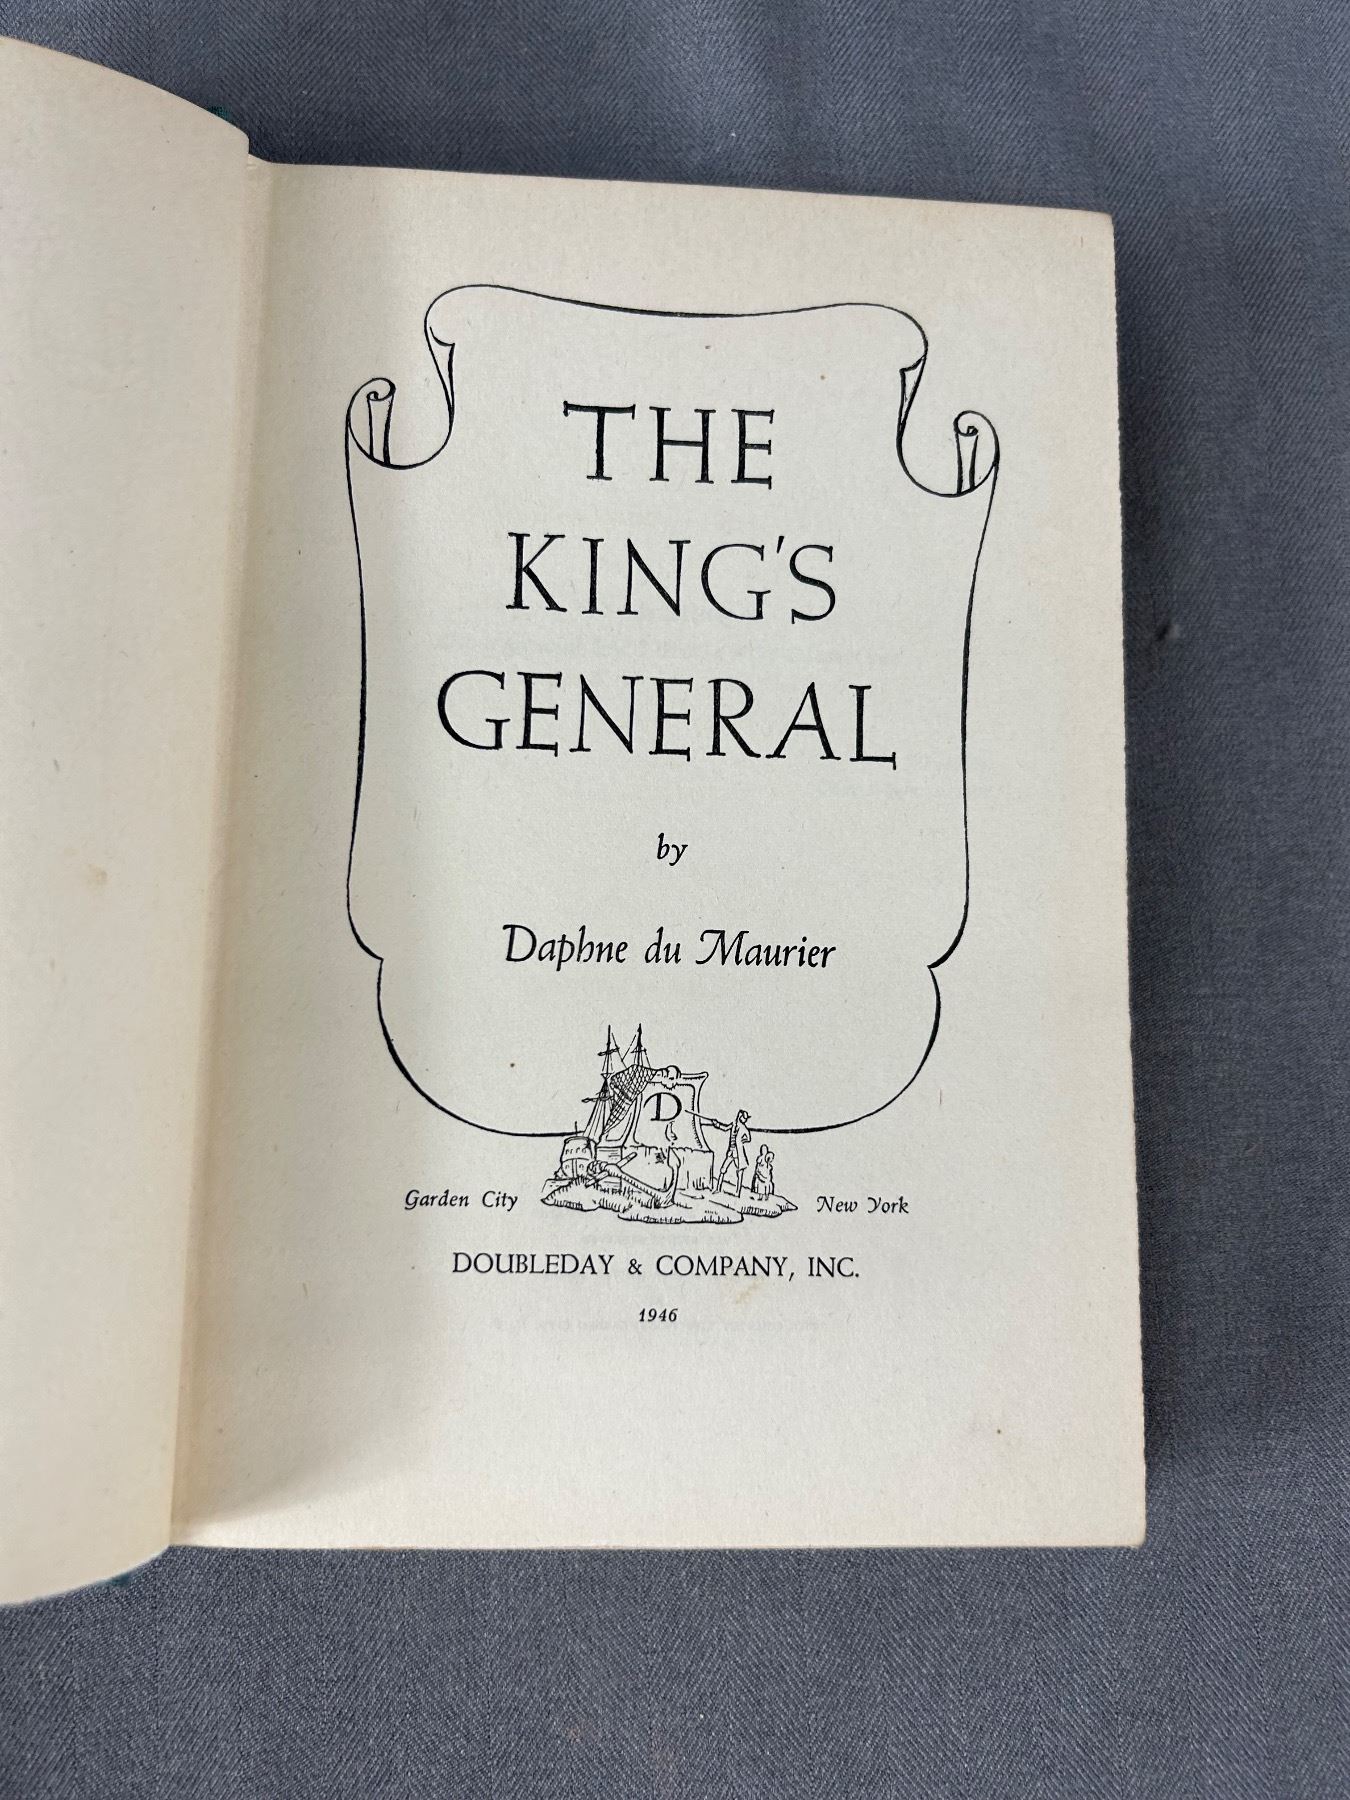 THE
KING'S
GENERAL
by
Daphne du Maurier
D
Garden City New York
DOUBLEDAY & COMPANY, INC.
1946